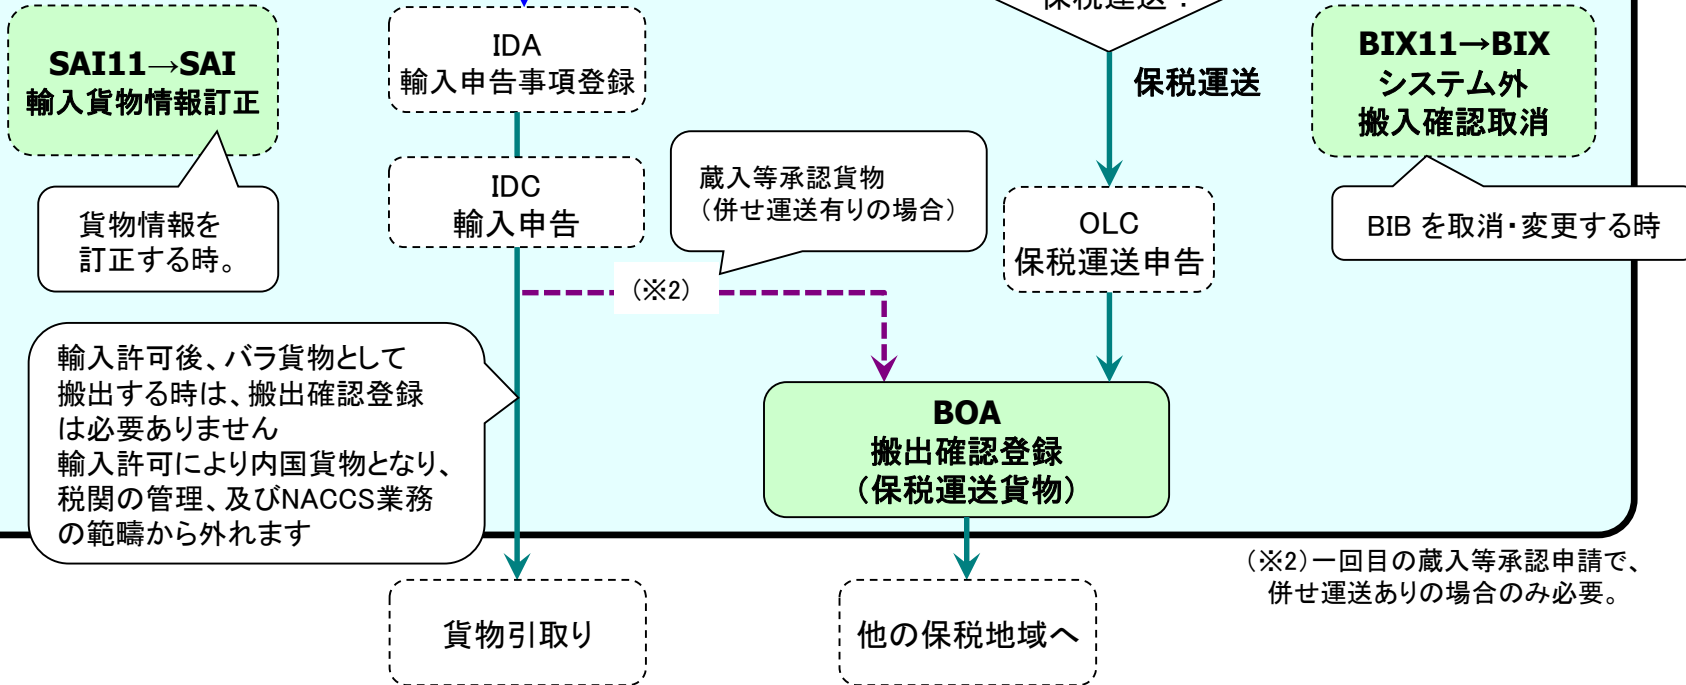 保税運送？
SAI11→SAI
輸入貨物情報訂正
IDA
輸入申告事項登録
保税運送
BIX11→BIX
システム外
搬入確認取消
貨物情報を
訂正する時。
IDC
輸入申告
蔵入等承認貨物
（併せ運送有りの場合）
OLC
保税運送申告
BIB を取消・変更する時
（※2）
輸入許可後、バラ貨物として
搬出する時は、搬出確認登録
は必要ありません
輸入許可により内国貨物となり、
税関の管理、及びNACCS業務
の範疇から外れます
BOA
搬出確認登録
（保税運送貨物）
（※2）一回目の蔵入等承認申請で、
併せ運送ありの場合のみ必要。
貨物引取り
他の保税地域へ